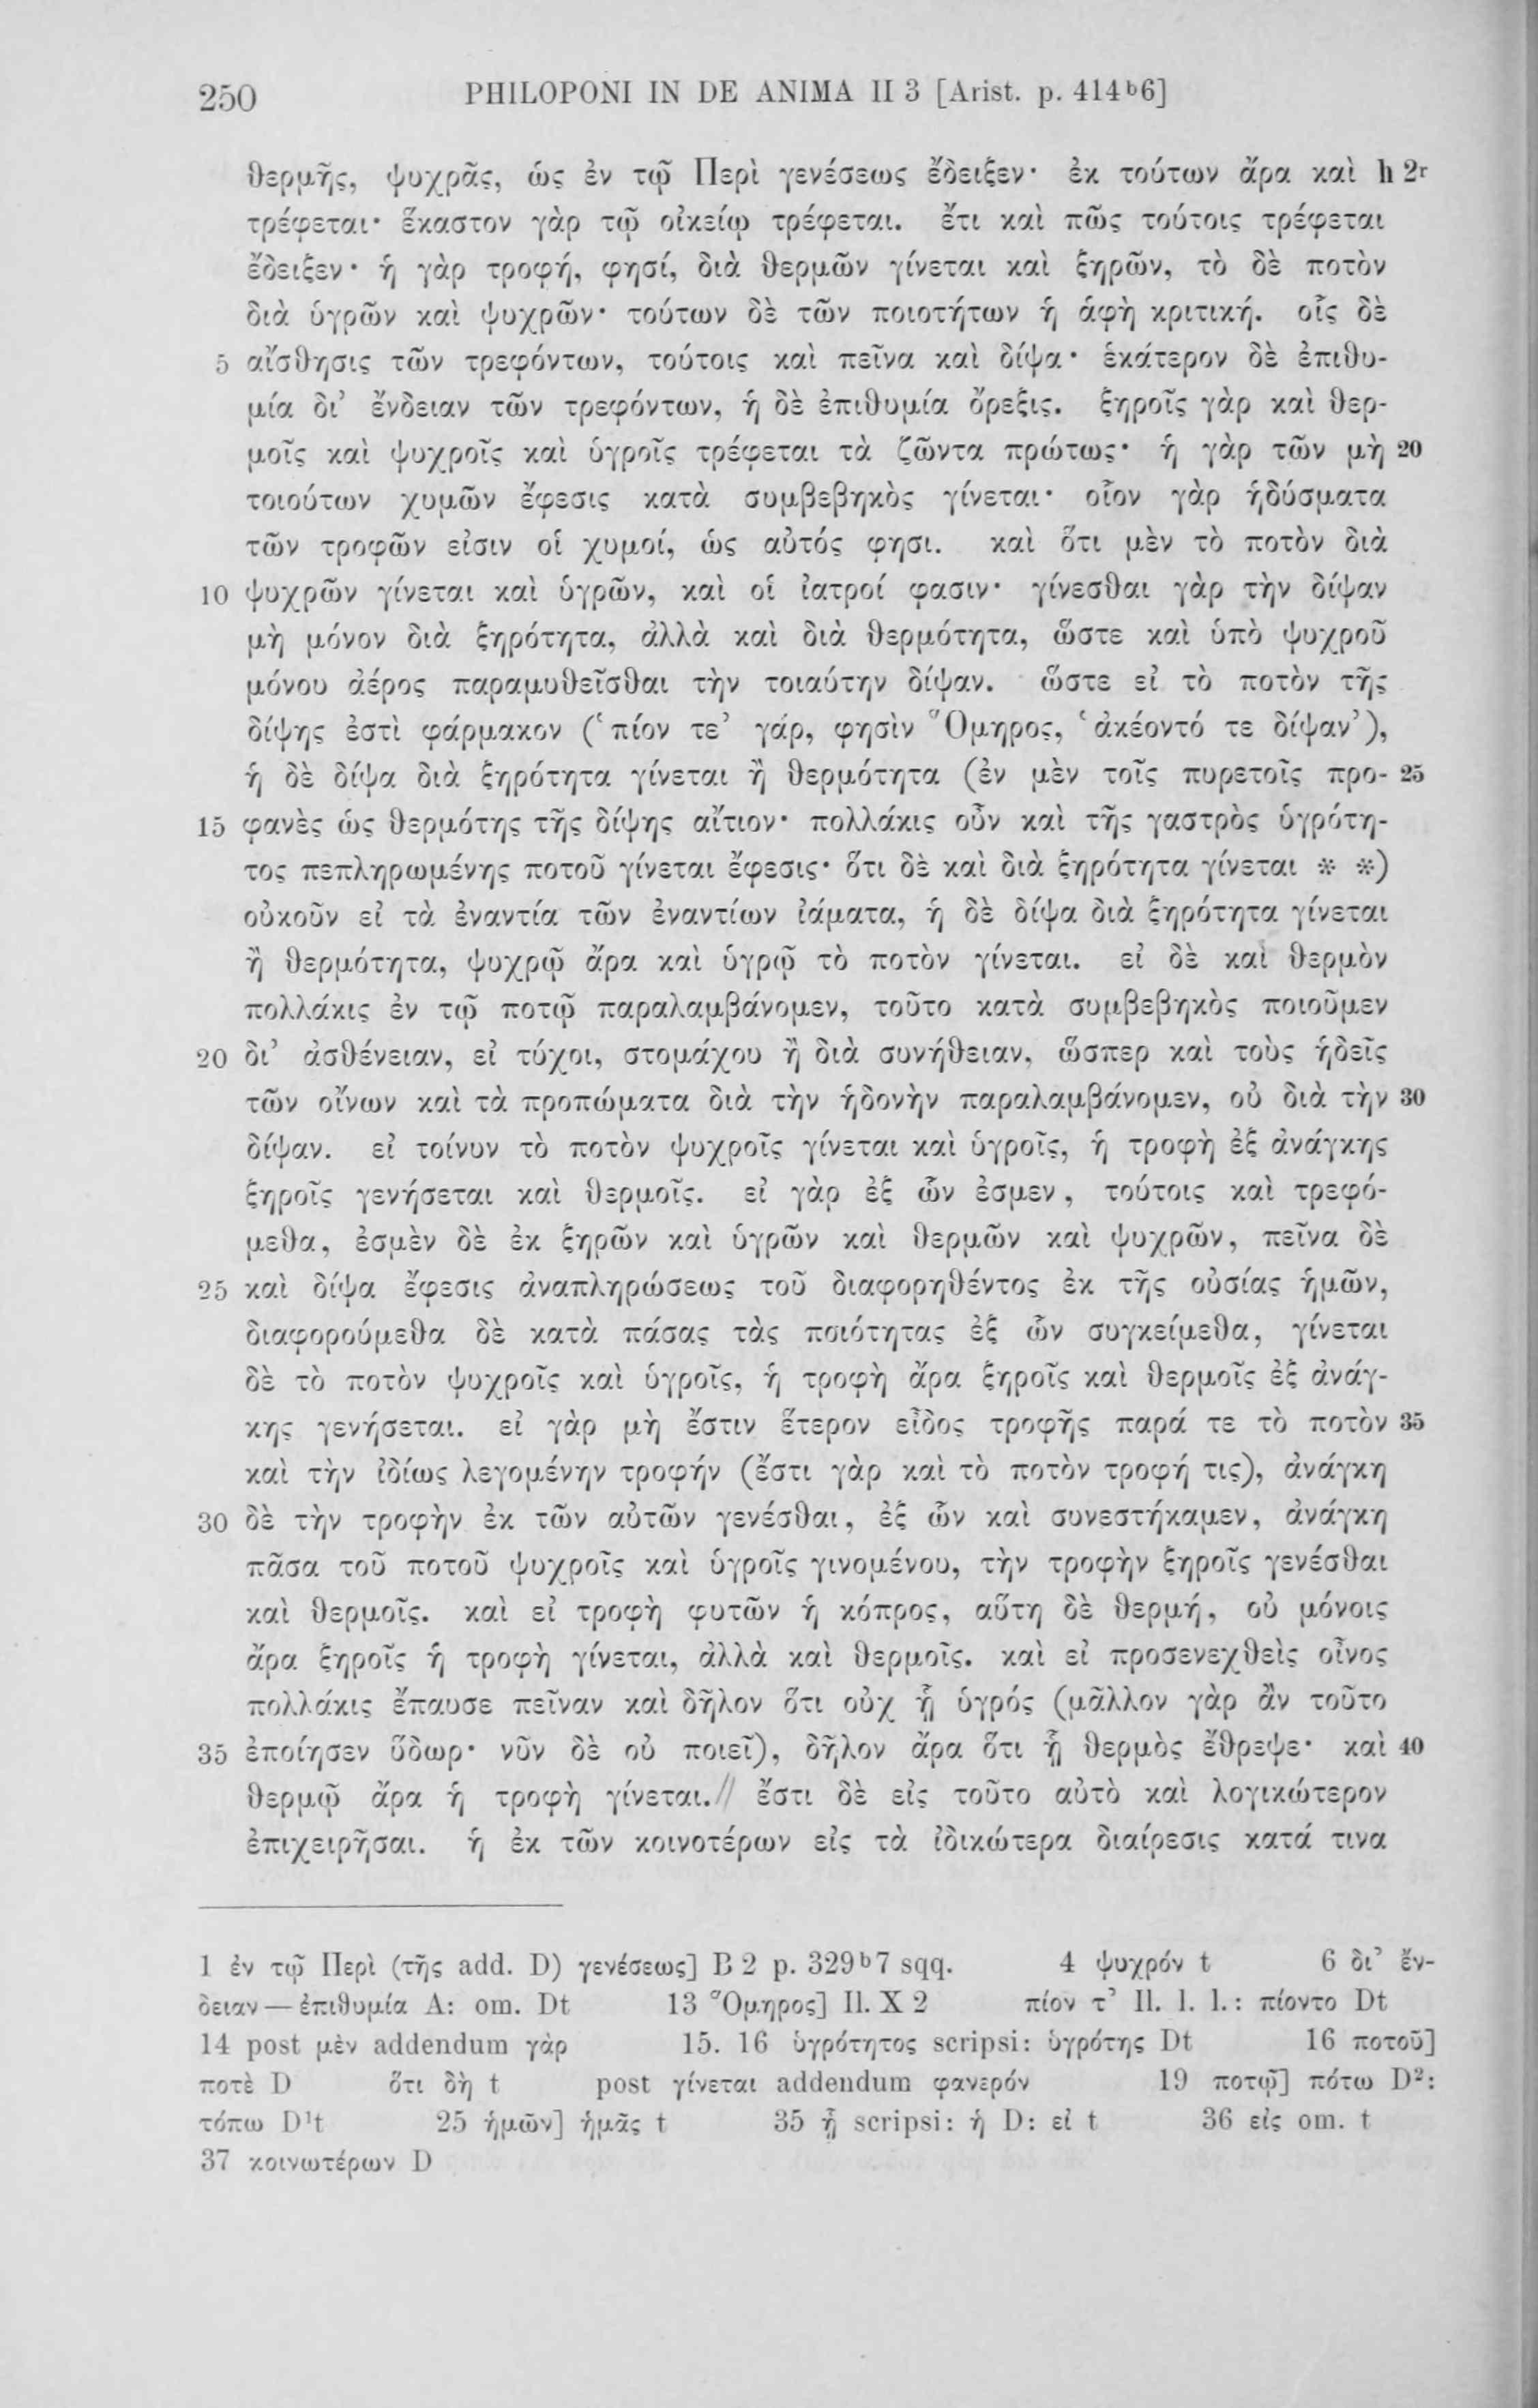 250 PHILOPONI IN DE ANIMA II 3 [Arist. p. 414ᵇ6]
θερμῆς, ψυχρᾶς, ὡς ἐν τῷ Περὶ γενέσεως ἔδειξεν· ἐκ τούτων ἄρα καὶ h 2r
τρέφεται· ἕκαστον γὰρ τῷ οἰκείῳ τρέφεται. ἔτι καὶ πῶς τούτοις τρέφεται
ἔδειξεν· ἡ γὰρ τροφή, φησί, διὰ θερμῶν γίνεται καὶ ξηρῶν, τὸ δὲ ποτὸν
διὰ ὑγρῶν καὶ ψυχρῶν· τούτων δὲ τῶν ποιοτήτων ἡ ἁφὴ κριτική. οἷς δὲ
5 αἴσθησις τῶν τρεφόντων, τούτοις καὶ πεῖνα καὶ δίψα· ἑκάτερον δὲ ἐπιθυ-
μία δι’ ἔνδειαν τῶν τρεφόντων, ἡ δὲ ἐπιθυμία ὄρεξις. ξηροῖς γὰρ καὶ θερ-
μοῖς καὶ ψυχροῖς καὶ ὑγροῖς τρέφεται τὰ ζῶντα πρώτως· ἡ γὰρ τῶν μὴ 20
τοιούτων χυμῶν ἔφεσις κατὰ συμβεβηκὸς γίνεται· οἷον γὰρ ἡδύσματα
τῶν τροφῶν εἰσιν οἱ χυμοί, ὡς αὐτός φησι. καὶ ὅτι μὲν τὸ ποτὸν διὰ
10 ψυχρῶν γίνεται καὶ ὑγρῶν, καὶ οἱ ἰατροί φασιν· γίνεσθαι γὰρ τὴν δίψαν
μὴ μόνον διὰ ξηρότητα, ἀλλὰ καὶ διὰ θερμότητα, ὥστε καὶ ὑπὸ ψυχροῦ
μόνου ἀέρος παραμυθεῖσθαι τὴν τοιαύτην δίψαν. ὥστε εἰ τὸ ποτὸν τῆς
δίψης ἐστὶ φάρμακον (‘πίον τε’ γάρ, φησὶν Ὅμηρος, ‘ἀκέοντό τε δίψαν’),
ἡ δὲ δίψα διὰ ξηρότητα γίνεται ἢ θερμότητα (ἐν μὲν τοῖς πυρετοῖς προ- 25
15 φανὲς ὡς θερμότης τῆς δίψης αἴτιον· πολλάκις οὖν καὶ τῆς γαστρὸς ὑγρότη-
τος πεπληρωμένης ποτοῦ γίνεται ἔφεσις· ὅτι δὲ καὶ διὰ ξηρότητα γίνεται * *)
οὐκοῦν εἰ τὰ ἐναντία τῶν ἐναντίων ἰάματα, ἡ δὲ δίψα διὰ ξηρότητα γίνεται
ἢ θερμότητα, ψυχρῷ ἄρα καὶ ὑγρῷ τὸ ποτὸν γίνεται. εἰ δὲ καὶ θερμὸν
πολλάκις ἐν τῷ ποτῷ παραλαμβάνομεν, τοῦτο κατὰ συμβεβηκὸς ποιοῦμεν
20 δι’ ἀσθένειαν, εἰ τύχοι, στομάχου ἢ διὰ συνήθειαν, ὥσπερ καὶ τοὺς ἡδεῖς
τῶν οἴνων καὶ τὰ προπώματα διὰ τὴν ἡδονὴν παραλαμβάνομεν, οὐ διὰ τὴν 30
δίψαν. εἰ τοίνυν τὸ ποτὸν ψυχροῖς γίνεται καὶ ὑγροῖς, ἡ τροφὴ ἐξ ἀνάγκης
ξηροῖς γενήσεται καὶ θερμοῖς. εἰ γὰρ ἐξ ὧν ἐσμεν, τούτοις καὶ τρεφό-
μεθα, ἐσμὲν δὲ ἐκ ξηρῶν καὶ ὑγρῶν καὶ θερμῶν καὶ ψυχρῶν, πεῖνα δὲ
25 καὶ δίψα ἔφεσις ἀναπληρώσεως τοῦ διαφορηθέντος ἐκ τῆς οὐσίας ἡμῶν,
διαφορούμεθα δὲ κατὰ πάσας τὰς ποιότητας ἐξ ὧν συγκείμεθα, γίνεται
δὲ τὸ ποτὸν ψυχροῖς καὶ ὑγροῖς, ἡ τροφὴ ἄρα ξηροῖς καὶ θερμοῖς ἐξ ἀνάγ-
κης γενήσεται. εἰ γὰρ μὴ ἔστιν ἕτερον εἶδος τροφῆς παρά τε τὸ ποτὸν 35
καὶ τὴν ἰδίως λεγομένην τροφήν (ἔστι γὰρ καὶ τὸ ποτὸν τροφή τις), ἀνάγκη
30 δὲ τὴν τροφὴν ἐκ τῶν αὐτῶν γενέσθαι, ἐξ ὧν καὶ συνεστήκαμεν, ἀνάγκη
πᾶσα τοῦ ποτοῦ ψυχροῖς καὶ ὑγροῖς γινομένου, τὴν τροφὴν ξηροῖς γενέσθαι
καὶ θερμοῖς. καὶ εἰ τροφὴ φυτῶν ἡ κόπρος, αὕτη δὲ θερμή, οὐ μόνοις
ἄρα ξηροῖς ἡ τροφὴ γίνεται, ἀλλὰ καὶ θερμοῖς. καὶ εἰ προσενεχθεὶς οἶνος
πολλάκις ἔπαυσε πεῖναν καὶ δῆλον ὅτι οὐχ ᾗ ὑγρός (μᾶλλον γὰρ ἂν τοῦτο
35 ἐποίησεν ὕδωρ· νῦν δὲ οὐ ποιεῖ), δῆλον ἄρα ὅτι ᾗ θερμὸς ἔθρεψε· καὶ 40
θερμῷ ἄρα ἡ τροφὴ γίνεται.// ἔστι δὲ εἰς τοῦτο αὐτὸ καὶ λογικώτερον
ἐπιχειρῆσαι. ἡ ἐκ τῶν κοινοτέρων εἰς τὰ ἰδικώτερα διαίρεσις κατά τινα
1 ἐν τῷ Περὶ (τῆς add. D) γενέσεως] B 2 p. 329ᵇ7 sqq. 4 ψυχρόν t 6 δι’ ἔν-
δειαν — ἐπιθυμία A: om. Dt 13 Ὅμηρος] Il. X 2 πίον τ’ Il. l. l.: πίοντο Dt
14 post μὲν addendum γὰρ 15. 16 ὑγρότητος scripsi: ὑγρότης Dt 16 ποτοῦ]
ποτὲ D ὅτι δὴ t post γίνεται addendum φανερόν 19 ποτῷ] πότω D²:
τόπω D¹t 25 ἡμῶν] ἡμᾶς t 35 ᾗ scripsi: ἡ D: εἰ t 36 εἰς om. t
37 κοινωτέρων D